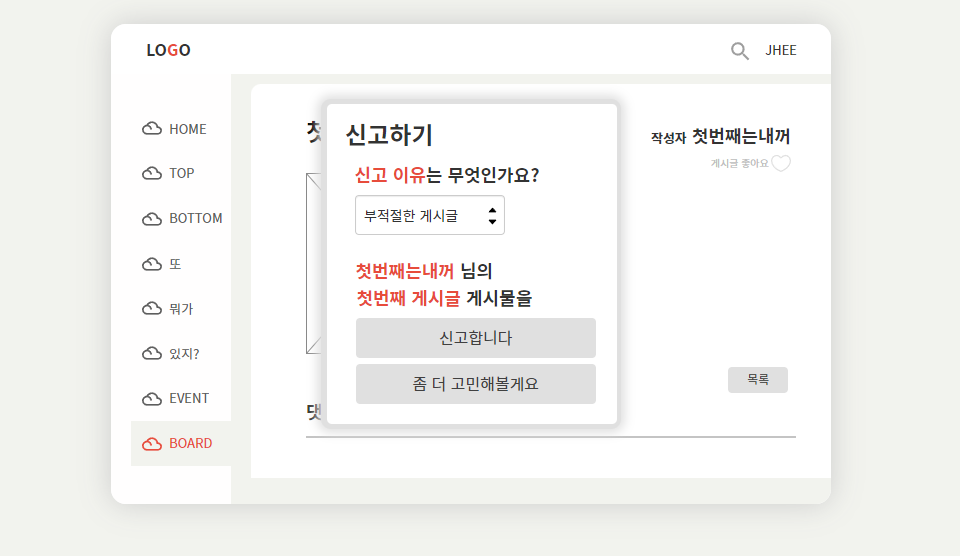 LOGO
JHEE
HOME
TOP
BOTTOM
또
뭐가
있지?
EVENT
BOARD
신고하기
신고 이유는 무엇인가요?
부적절한 게시글
첫번째는내꺼 님의
첫번째 게시글 게시물을
신고합니다
좀 더 고민해볼게요
작성자 첫번째는내꺼
게시글 좋아요
목록